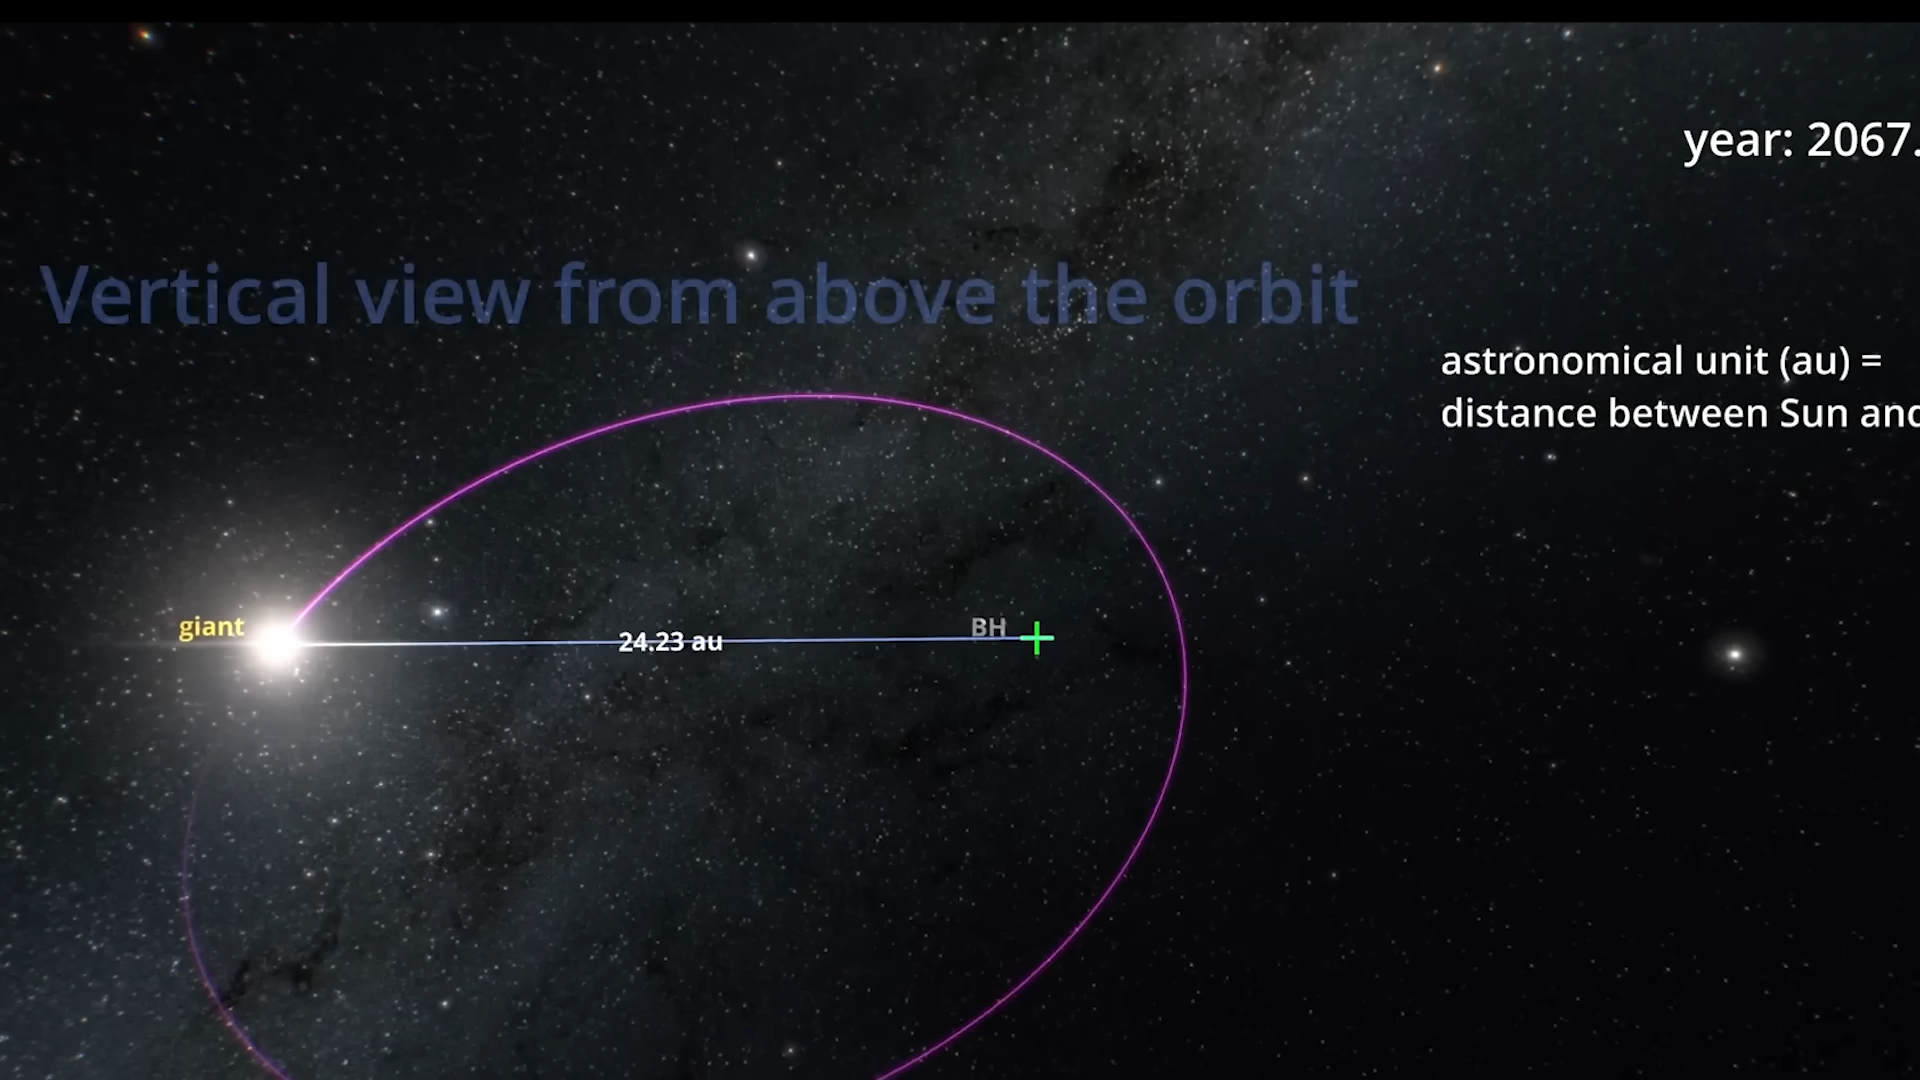 year: 2067.
Vertical view from above the orbit
astronomical unit (au) =
distance between Sun and
giant
24.23 au
BH